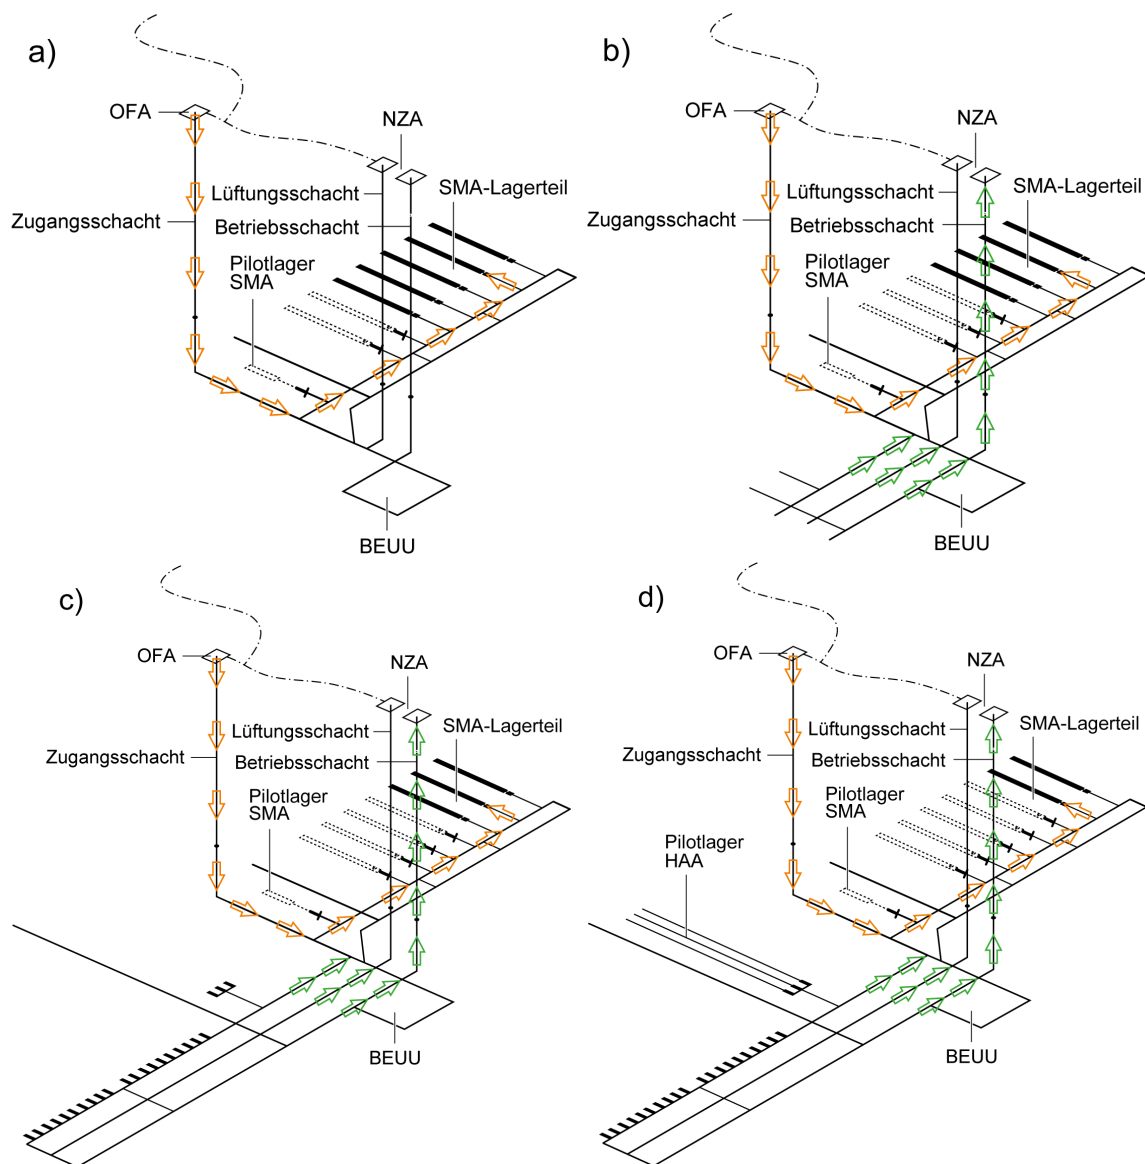 a)
OFA
NZA
Lüftungsschacht
SMA-Lagerteil
Zugangsschacht
Betriebsschacht
Pilotlager
SMA
BEUU
b)
OFA
NZA
Lüftungsschacht
SMA-Lagerteil
Zugangsschacht
Betriebsschacht
Pilotlager
SMA
BEUU
c)
OFA
NZA
Lüftungsschacht
SMA-Lagerteil
Zugangsschacht
Betriebsschacht
Pilotlager
SMA
BEUU
d)
OFA
NZA
Lüftungsschacht
SMA-Lagerteil
Zugangsschacht
Betriebsschacht
Pilotlager
SMA
Pilotlager
HAA
BEUU